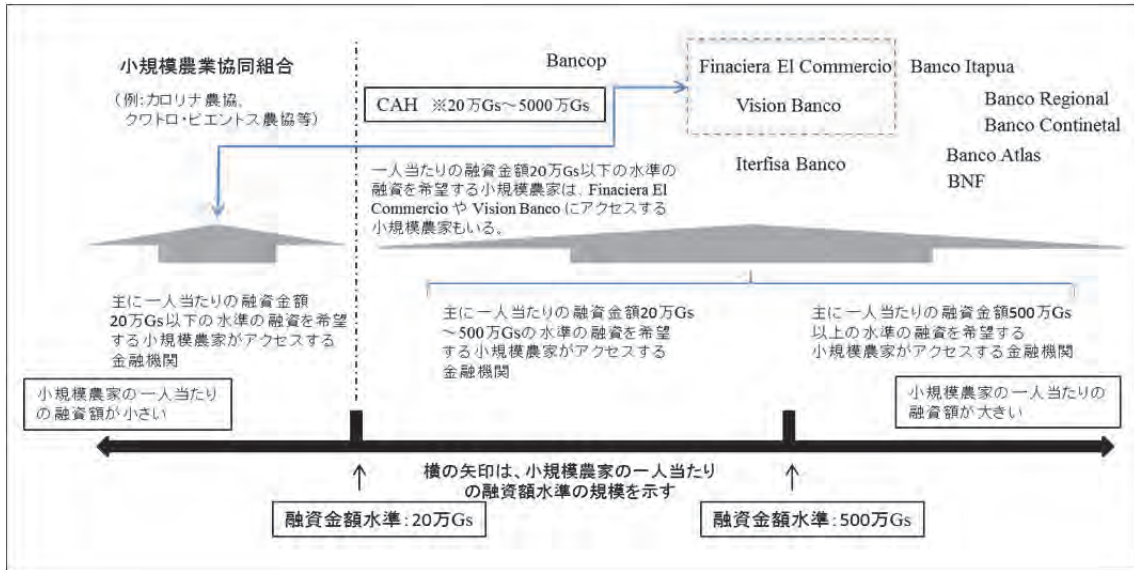 小規模農業協同組合
（例：カロリナ農協、
クワトロ・ビエントス農協等）
Bancop
CAH　※20万Gs～5000万Gs
Finaciera El Commercio
Vision Banco
Iterfisa Banco
Banco Itapua
Banco Regional
Banco Continetal
Banco Atlas
BNF
一人当たりの融資金額20万Gs以下の水準の
融資を希望する小規模農家は、Finaciera El
Commercio や Vision Banco にアクセスする
小規模農家もいる。
主に一人当たりの融資金額
20万Gs以下の水準の融資を希望
する小規模農家がアクセスする
金融機関
主に一人当たりの融資金額20万Gs
～500万Gsの水準の融資を希望
する小規模農家がアクセスする
金融機関
主に一人当たりの融資金額500万Gs
以上の水準の融資を希望する
小規模農家がアクセスする金融機関
小規模農家の一人当たり
の融資額が小さい
小規模農家の一人当たりの
融資額が大きい
横の矢印は、小規模農家の一人当たり
の融資額水準の規模を示す
融資金額水準：20万Gs
融資金額水準：500万Gs